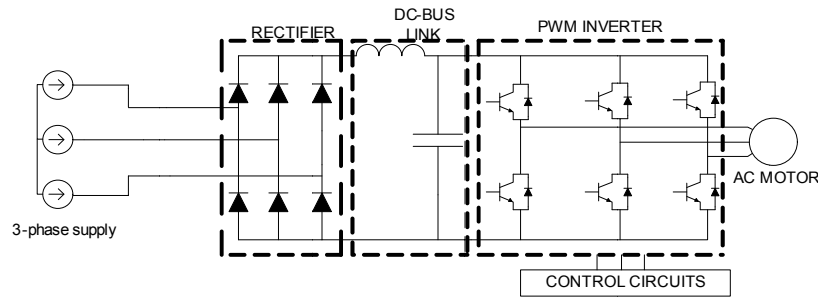 RECTIFIER
DC-BUS
LINK
PWM INVERTER
AC MOTOR
3-phase supply
CONTROL CIRCUITS